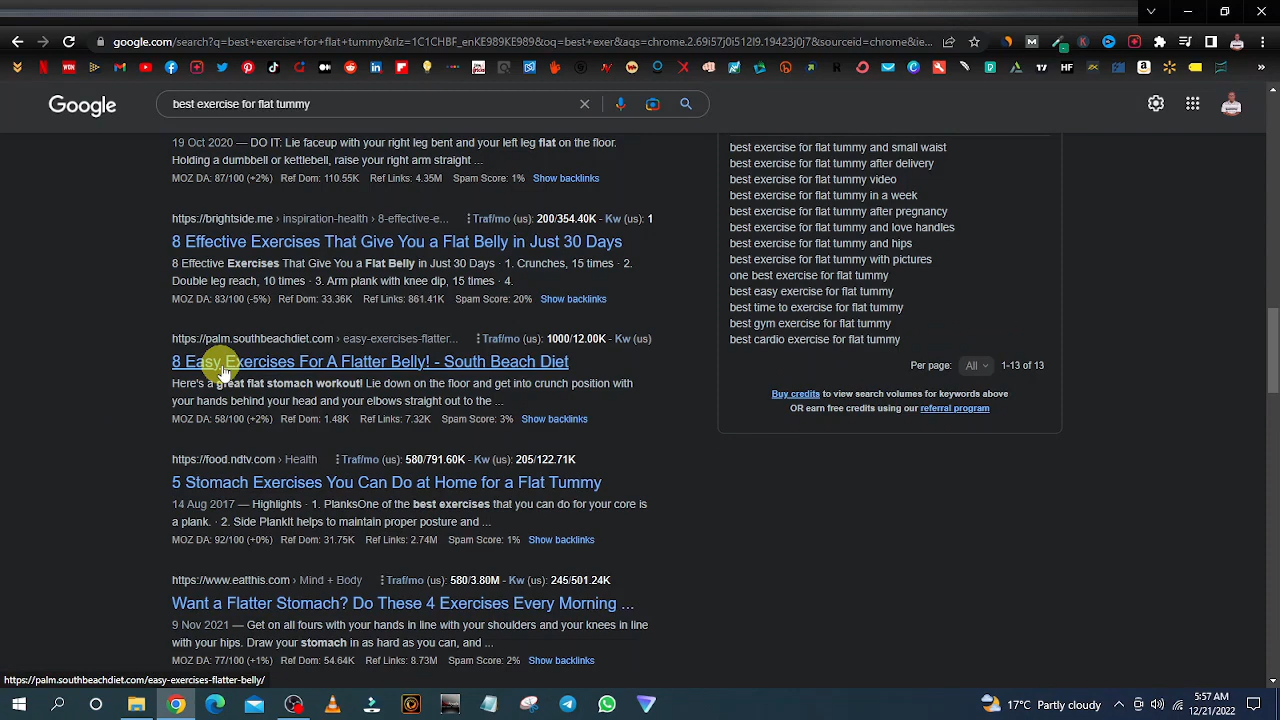 google.com/search?q=best+exercise+for+flat+tummy&rlz=1C1CHBF_enKE989KE989&oq=best+exer&aqs=chrome.2.69i57j0i512l9.19423j0j7&sourceid=chrome&ie...
Google
best exercise for flat tummy
19 Oct 2020 — DO IT: Lie faceup with your right leg bent and your left leg flat on the floor.
Holding a dumbbell or kettlebell, raise your right arm straight ...
MOZ DA: 87/100 (+2%) Ref Dom: 110.55K Ref Links: 4.35M Spam Score: 1% Show backlinks
https://brightside.me › inspiration-health › 8-effective-e... Traf/mo (us): 200/354.40K - Kw (us): 1
8 Effective Exercises That Give You a Flat Belly in Just 30 Days
8 Effective Exercises That Give You a Flat Belly in Just 30 Days · 1. Crunches, 15 times · 2.
Double leg reach, 10 times · 3. Arm plank with knee dip, 15 times · 4.
MOZ DA: 83/100 (-5%) Ref Dom: 33.36K Ref Links: 861.41K Spam Score: 20% Show backlinks
https://palm.southbeachdiet.com › easy-exercises-flatter... Traf/mo (us): 1000/12.00K - Kw (us)
8 Easy Exercises For A Flatter Belly! - South Beach Diet
Here's a great flat stomach workout! Lie down on the floor and get into crunch position with
your hands behind your head and your elbows straight out to the ...
MOZ DA: 58/100 (+2%) Ref Dom: 1.48K Ref Links: 7.32K Spam Score: 3% Show backlinks
https://food.ndtv.com › Health Traf/mo (us): 580/791.60K - Kw (us): 205/122.71K
5 Stomach Exercises You Can Do at Home for a Flat Tummy
14 Aug 2017 — Highlights · 1. PlanksOne of the best exercises that you can do for your core is
a plank. · 2. Side PlankIt helps to maintain proper posture and ...
MOZ DA: 92/100 (+0%) Ref Dom: 31.75K Ref Links: 2.74M Spam Score: 1% Show backlinks
https://www.eatthis.com › Mind + Body Traf/mo (us): 580/3.80M - Kw (us): 245/501.24K
Want a Flatter Stomach? Do These 4 Exercises Every Morning ...
9 Nov 2021 — Get on all fours with your hands in line with your shoulders and your knees in line
with your hips. Draw your stomach in as hard as you can, and ...
MOZ DA: 77/100 (+1%) Ref Dom: 54.64K Ref Links: 8.73M Spam Score: 2% Show backlinks
best exercise for flat tummy and small waist
best exercise for flat tummy after delivery
best exercise for flat tummy video
best exercise for flat tummy in a week
best exercise for flat tummy after pregnancy
best exercise for flat tummy and love handles
best exercise for flat tummy and hips
best exercise for flat tummy with pictures
one best exercise for flat tummy
best easy exercise for flat tummy
best time to exercise for flat tummy
best gym exercise for flat tummy
best cardio exercise for flat tummy
Per page: All 1-13 of 13
Buy credits to view search volumes for keywords above
OR earn free credits using our referral program
https://palm.southbeachdiet.com/easy-exercises-flatter-belly/
17°C Partly cloudy
5:57 AM
12/21/2022